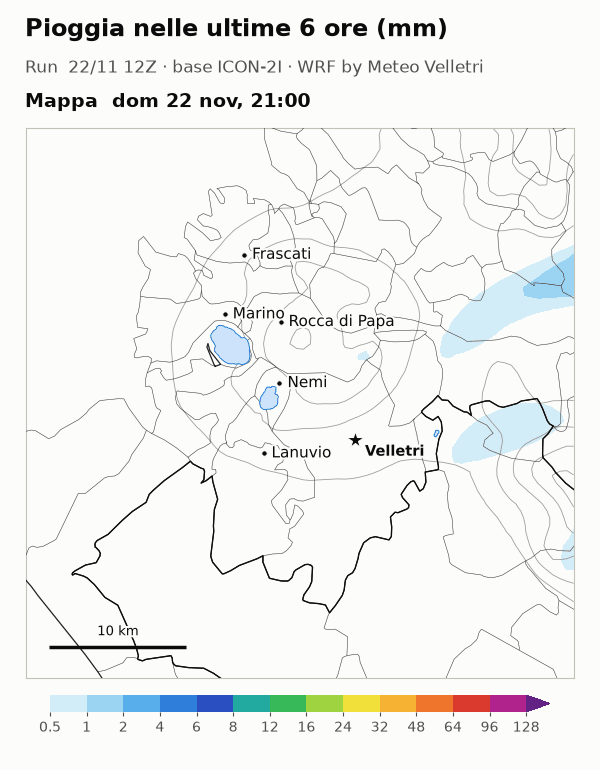 Pioggia nelle ultime 6 ore (mm)
Run  22/11 12Z · base ICON-2I · WRF by Meteo Velletri
Mappa  dom 22 nov, 21:00
Frascati
Marino
Rocca di Papa
Nemi
Lanuvio
Velletri
10 km
0.5 1 2 4 6 8 12 16 24 32 48 64 96 128